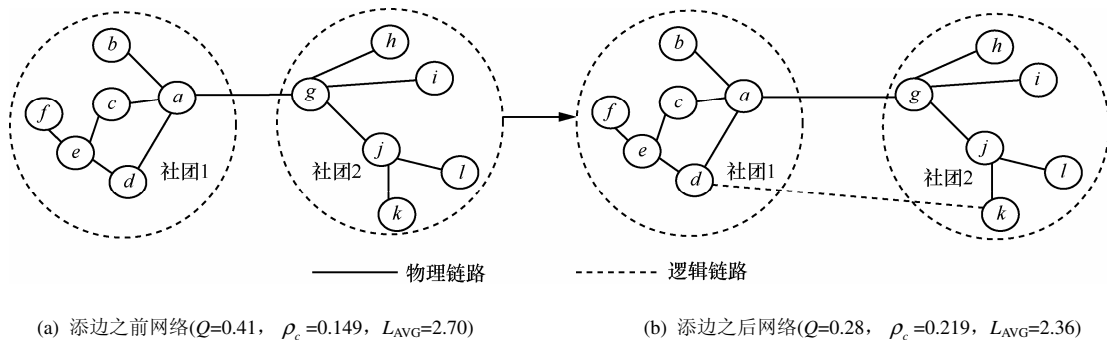 b
c
a
f
e
d
社团1
h
i
g
j
社团2
l
k
b
c
a
f
e
d
社团1
h
i
g
j
社团2
l
k
物理链路 逻辑链路
(a) 添边之前网络(Q=0.41, ρc =0.149, LAVG=2.70)
(b) 添边之后网络(Q=0.28, ρc =0.219, LAVG=2.36)